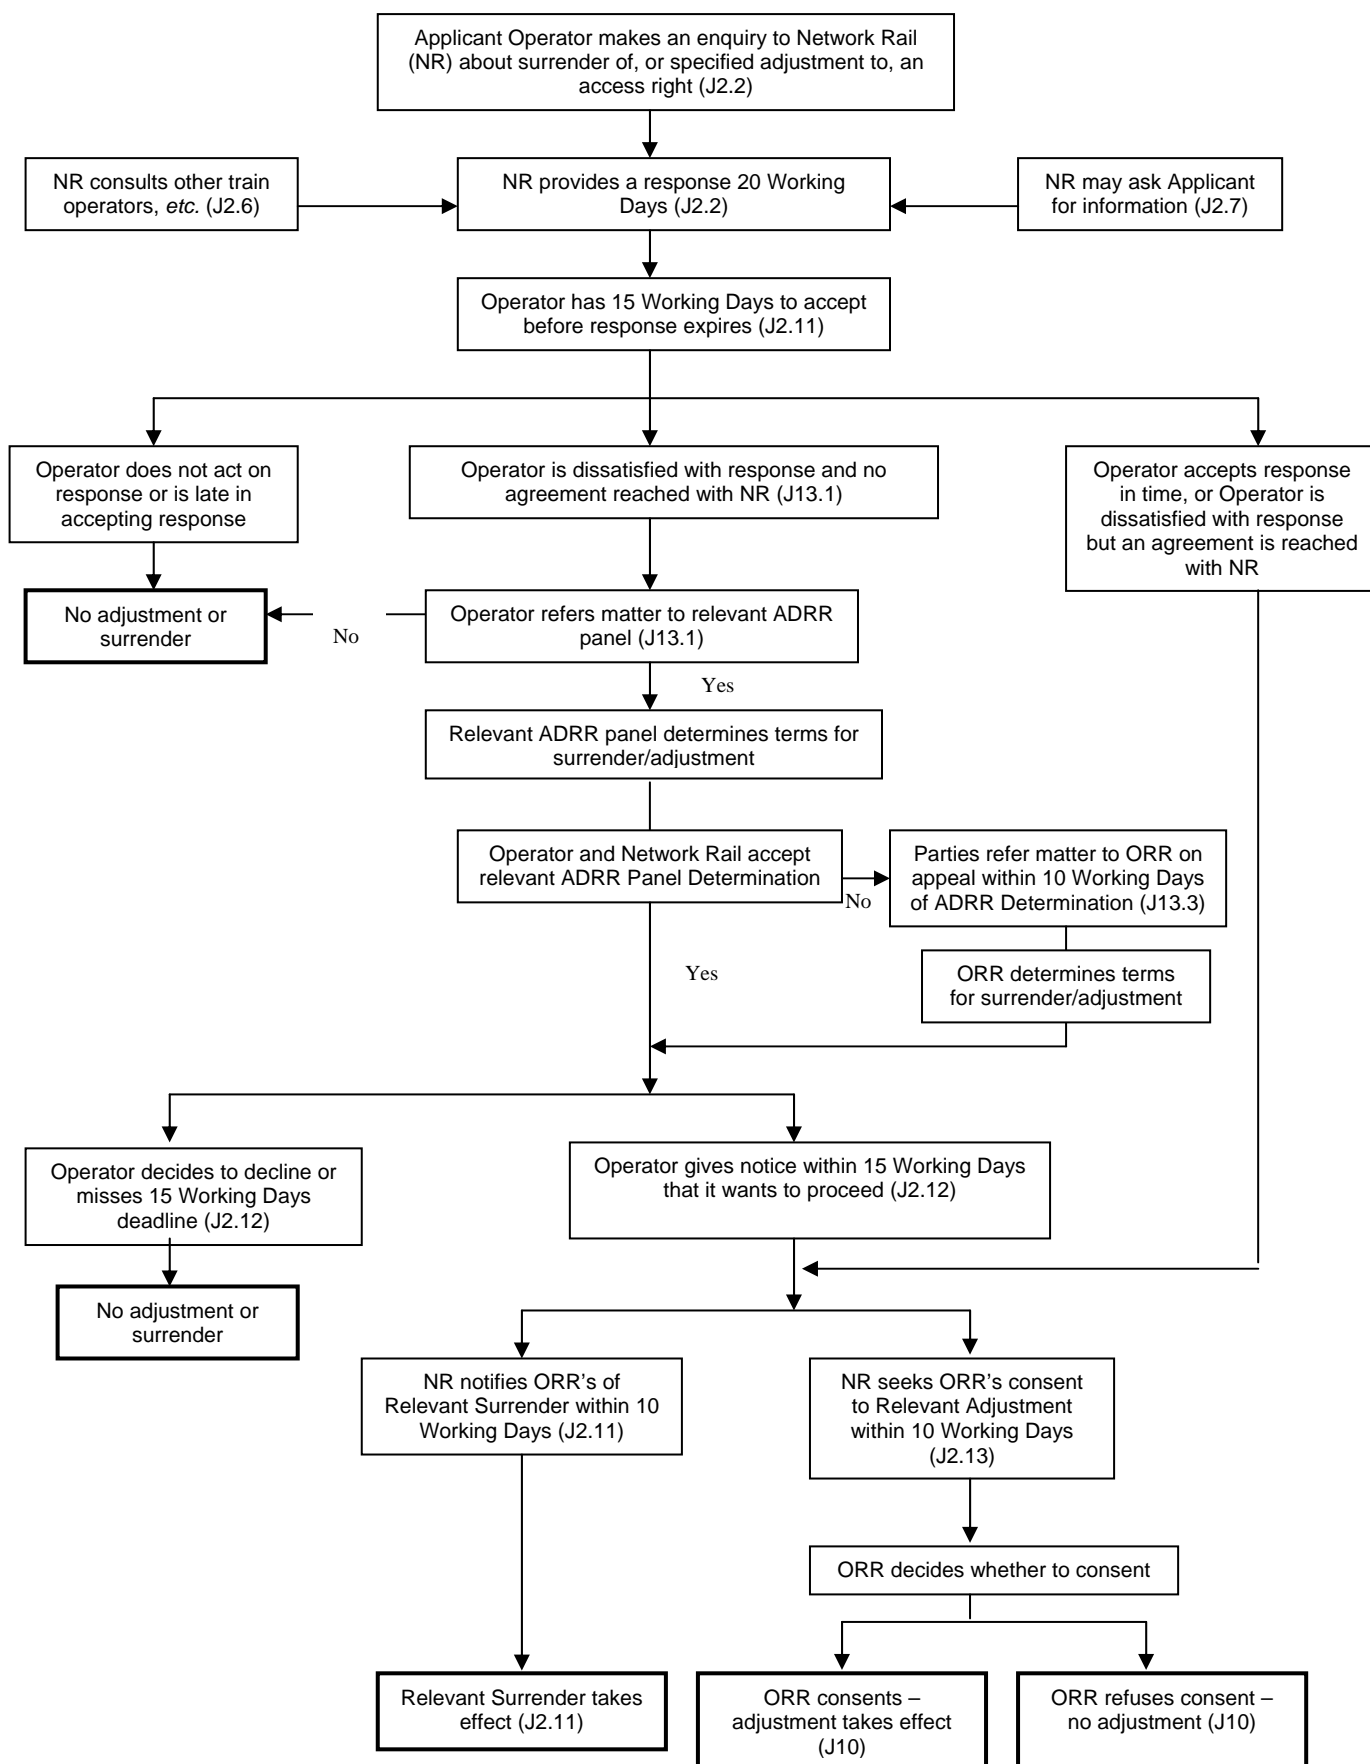 Applicant Operator makes an enquiry to Network Rail
(NR) about surrender of, or specified adjustment to, an
access right (J2.2)
NR consults other train
operators, etc. (J2.6)
NR provides a response 20 Working
Days (J2.2)
NR may ask Applicant
for information (J2.7)
Operator has 15 Working Days to accept
before response expires (J2.11)
Operator does not act on
response or is late in
accepting response
Operator is dissatisfied with response and no
agreement reached with NR (J13.1)
Operator accepts response
in time, or Operator is
dissatisfied with response
but an agreement is reached
with NR
No adjustment or
surrender
No
Operator refers matter to relevant ADRR
panel (J13.1)
Yes
Relevant ADRR panel determines terms for
surrender/adjustment
Operator and Network Rail accept
relevant ADRR Panel Determination
No
Parties refer matter to ORR on
appeal within 10 Working Days
of ADRR Determination (J13.3)
Yes
ORR determines terms
for surrender/adjustment
Operator decides to decline or
misses 15 Working Days
deadline (J2.12)
Operator gives notice within 15 Working Days
that it wants to proceed (J2.12)
No adjustment or
surrender
NR notifies ORR's of
Relevant Surrender within 10
Working Days (J2.11)
NR seeks ORR's consent
to Relevant Adjustment
within 10 Working Days
(J2.13)
ORR decides whether to consent
Relevant Surrender takes
effect (J2.11)
ORR consents –
adjustment takes effect
(J10)
ORR refuses consent –
no adjustment (J10)